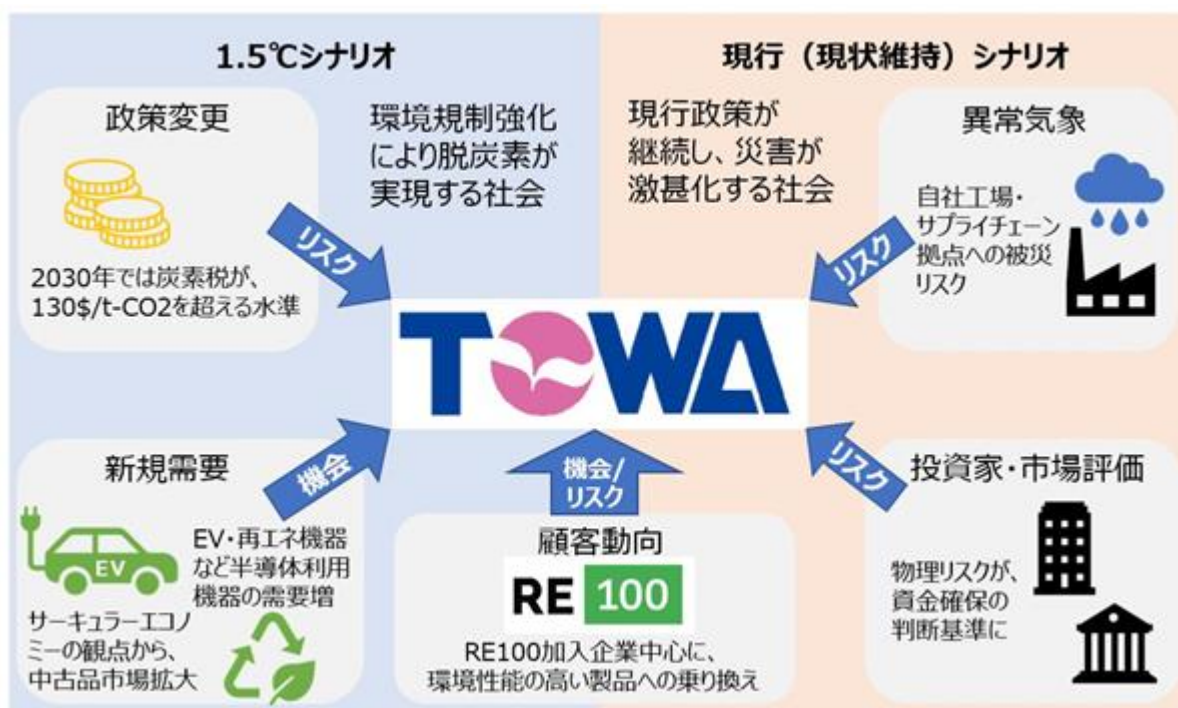 1.5℃シナリオ
政策変更
環境規制強化
により脱炭素が
実現する社会
リスク
2030年では炭素税が、
130$/t-CO2を超える水準
現行（現状維持）シナリオ
現行政策が
継続し、災害が
激甚化する社会
異常気象
自社工場・
サプライチェーン
拠点への被災
リスク
リスク
TOWA
新規需要
機会
EV
EV・再エネ機器
など半導体利用
機器の需要増
サーキュラーエコノ
ミーの観点から、
中古品市場拡大
機会/
リスク
顧客動向
RE 100
RE100加入企業中心に、
環境性能の高い製品への乗り換え
リスク
投資家・市場評価
物理リスクが、
資金確保の
判断基準に